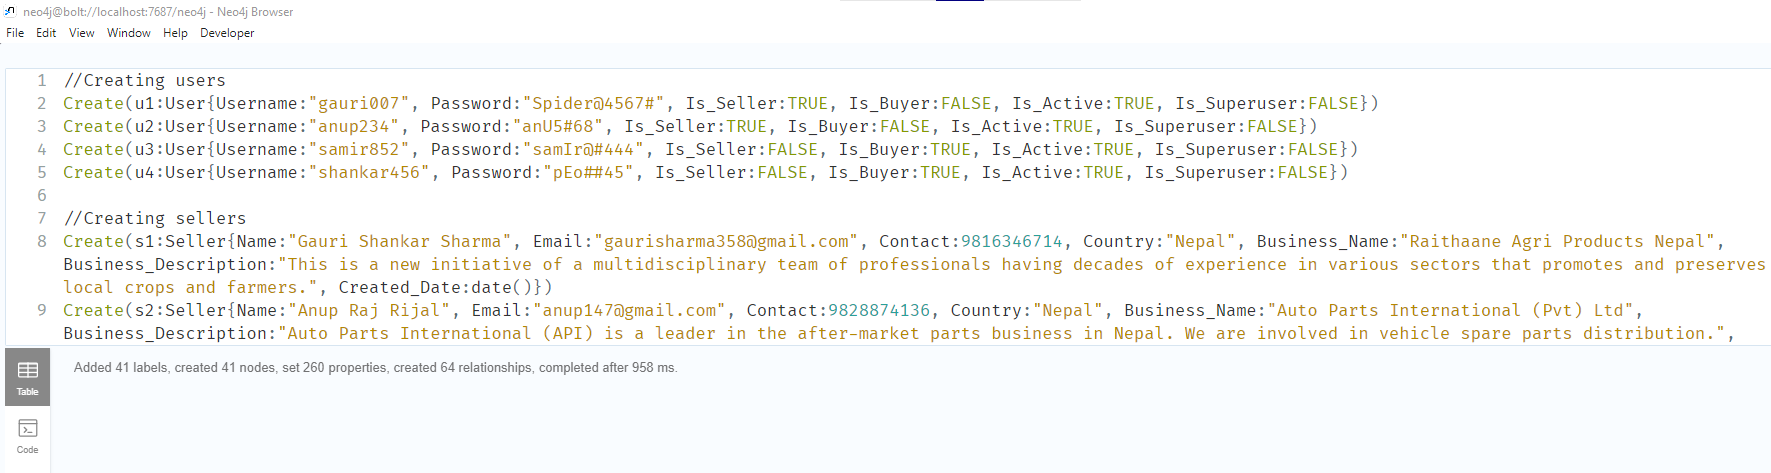 neo4j@bolt://localhost:7687/neo4j - Neo4j Browser
File Edit View Window Help Developer
1 //Creating users
2 Create(u1:User{Username:"gauri007", Password:"Spider@4567#", Is_Seller:TRUE, Is_Buyer:FALSE, Is_Active:TRUE, Is_Superuser:FALSE})
3 Create(u2:User{Username:"anup234", Password:"anU5#68", Is_Seller:TRUE, Is_Buyer:FALSE, Is_Active:TRUE, Is_Superuser:FALSE})
4 Create(u3:User{Username:"samir852", Password:"samIr@#444", Is_Seller:FALSE, Is_Buyer:TRUE, Is_Active:TRUE, Is_Superuser:FALSE})
5 Create(u4:User{Username:"shankar456", Password:"pEo##45", Is_Seller:FALSE, Is_Buyer:TRUE, Is_Active:TRUE, Is_Superuser:FALSE})
6
7 //Creating sellers
8 Create(s1:Seller{Name:"Gauri Shankar Sharma", Email:"gaurisharma358@gmail.com", Contact:9816346714, Country:"Nepal", Business_Name:"Raithaane Agri Products Nepal",
Business_Description:"This is a new initiative of a multidisciplinary team of professionals having decades of experience in various sectors that promotes and preserves
local crops and farmers.", Created_Date:date()})
9 Create(s2:Seller{Name:"Anup Raj Rijal", Email:"anup147@gmail.com", Contact:9828874136, Country:"Nepal", Business_Name:"Auto Parts International (Pvt) Ltd",
Business_Description:"Auto Parts International (API) is a leader in the after-market parts business in Nepal. We are involved in vehicle spare parts distribution.",
Added 41 labels, created 41 nodes, set 260 properties, created 64 relationships, completed after 958 ms.
Table
Code